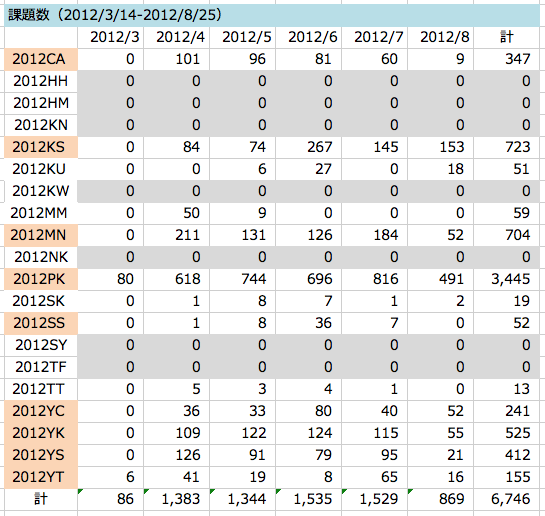 課題数（2012/3/14-2012/8/25）
2012/3 2012/4 2012/5 2012/6 2012/7 2012/8 計
2012CA 0 101 96 81 60 9 347
2012HH 0 0 0 0 0 0 0
2012HM 0 0 0 0 0 0 0
2012KN 0 0 0 0 0 0 0
2012KS 0 84 74 267 145 153 723
2012KU 0 0 6 27 0 18 51
2012KW 0 0 0 0 0 0 0
2012MM 0 50 9 0 0 0 59
2012MN 0 211 131 126 184 52 704
2012NK 0 0 0 0 0 0 0
2012PK 80 618 744 696 816 491 3,445
2012SK 0 1 8 7 1 2 19
2012SS 0 1 8 36 7 0 52
2012SY 0 0 0 0 0 0 0
2012TF 0 0 0 0 0 0 0
2012TT 0 5 3 4 1 0 13
2012YC 0 36 33 80 40 52 241
2012YK 0 109 122 124 115 55 525
2012YS 0 126 91 79 95 21 412
2012YT 6 41 19 8 65 16 155
計 86 1,383 1,344 1,535 1,529 869 6,746